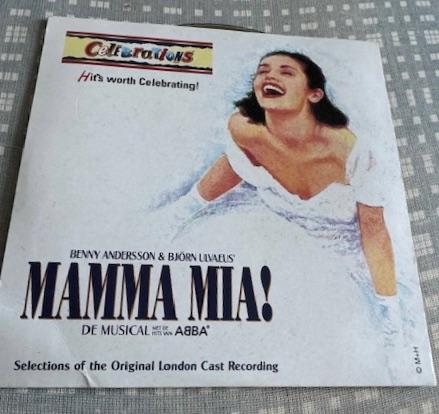 CELEBRATIONS
Hit's worth Celebrating!
BENNY ANDERSSON & BJÖRN ULVAEUS'
MAMMA MIA!
DE MUSICAL MET DE HITS VAN ABBA®
Selections of the Original London Cast Recording
© M+H